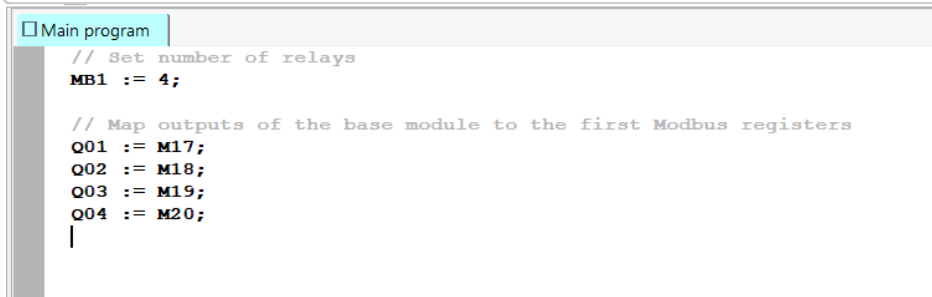 Main program
// Set number of relays
MB1 := 4;
// Map outputs of the base module to the first Modbus registers
Q01 := M17;
Q02 := M18;
Q03 := M19;
Q04 := M20;